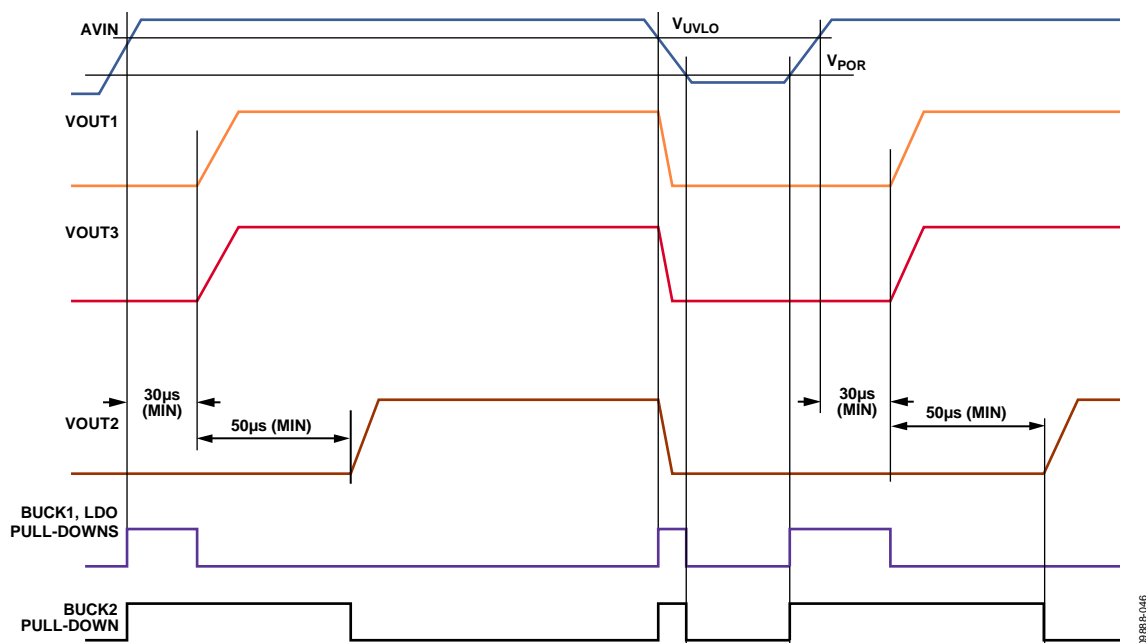 AVIN
VUVLO
VPOR
VOUT1
VOUT3
30µs
(MIN)
50µs (MIN)
VOUT2
30µs
(MIN)
50µs (MIN)
BUCK1, LDO
PULL-DOWNS
BUCK2
PULL-DOWN